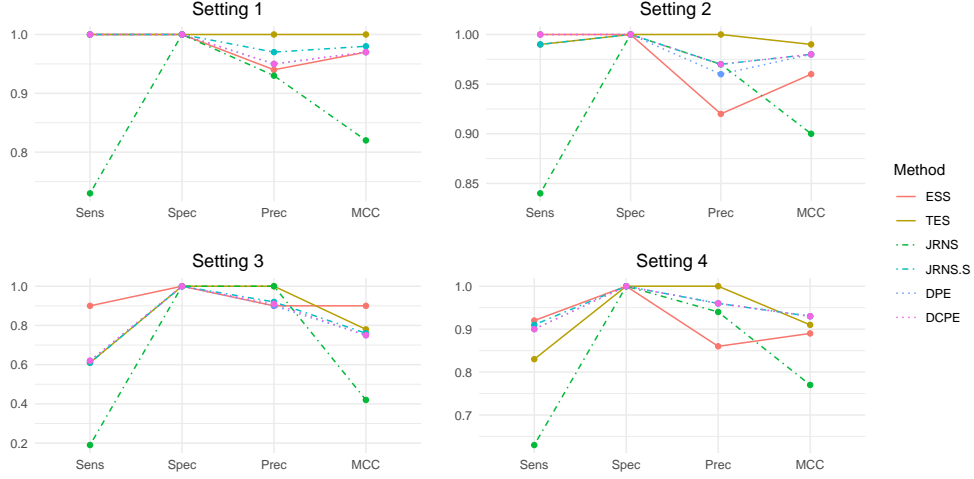 Setting 1
1.0
0.9
0.8
Sens
Spec
Prec
MCC
Setting 2
1.00
0.95
0.90
0.85
Sens
Spec
Prec
MCC
Setting 3
1.0
0.8
0.6
0.4
0.2
Sens
Spec
Prec
MCC
Setting 4
1.0
0.9
0.8
0.7
Sens
Spec
Prec
MCC
Method
ESS
TES
JRNS
JRNS.S
DPE
DCPE